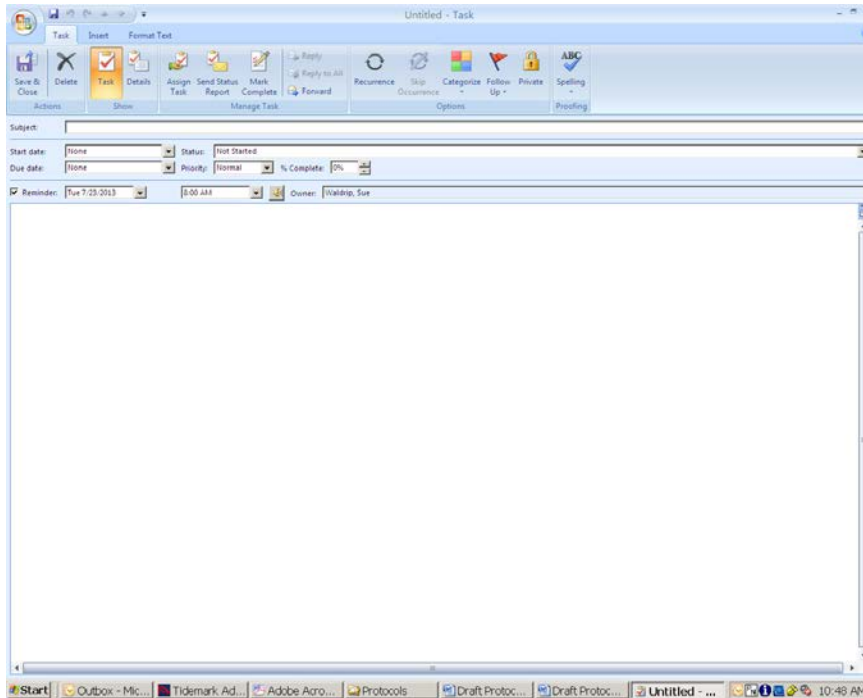 Untitled - Task
Task Insert Format Text
Save & Close Delete Task Details Assign Task Send Status Report Mark Complete Reply Reply to All Forward Recurrence Skip Occurrence Categorize Follow Up Private ABC Spelling
Actions Show Manage Task Options Proofing
Subject:
Start date: None Status: Not Started
Due date: None Priority: Normal % Complete: 0%
Reminder: Tue 7/23/2013 8:00 AM Owner: Waldrip, Sue
Start Outbox - Mic... Tidemark Ad... Adobe Acro... Protocols Draft Protoc... Draft Protoc... Untitled - ... 10:48 AM